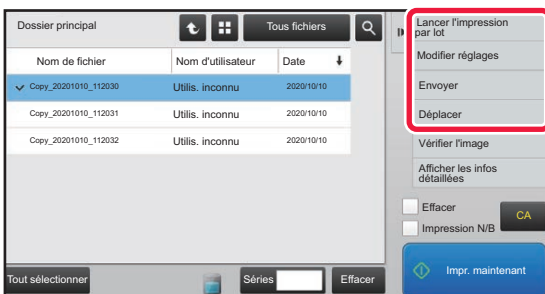 Dossier principal
Tous fichiers
Nom de fichier
Nom d'utilisateur
Date
Copy_20201010_112030
Utilis. inconnu
2020/10/10
Copy_20201010_112031
Utilis. inconnu
2020/10/10
Copy_20201010_112032
Utilis. inconnu
2020/10/10
Tout sélectionner
Séries
Effacer
Lancer l'impression
par lot
Modifier réglages
Envoyer
Déplacer
Vérifier l'image
Afficher les infos
détaillées
Effacer
Impression N/B
CA
Impr. maintenant